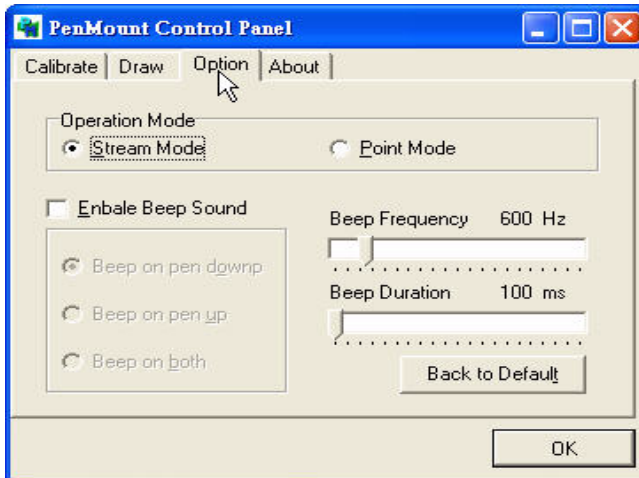 PenMount Control Panel
Calibrate Draw Option About
Operation Mode
Stream Mode Point Mode
Enbale Beep Sound
Beep on pen downp
Beep on pen up
Beep on both
Beep Frequency 600 Hz
Beep Duration 100 ms
Back to Default
OK